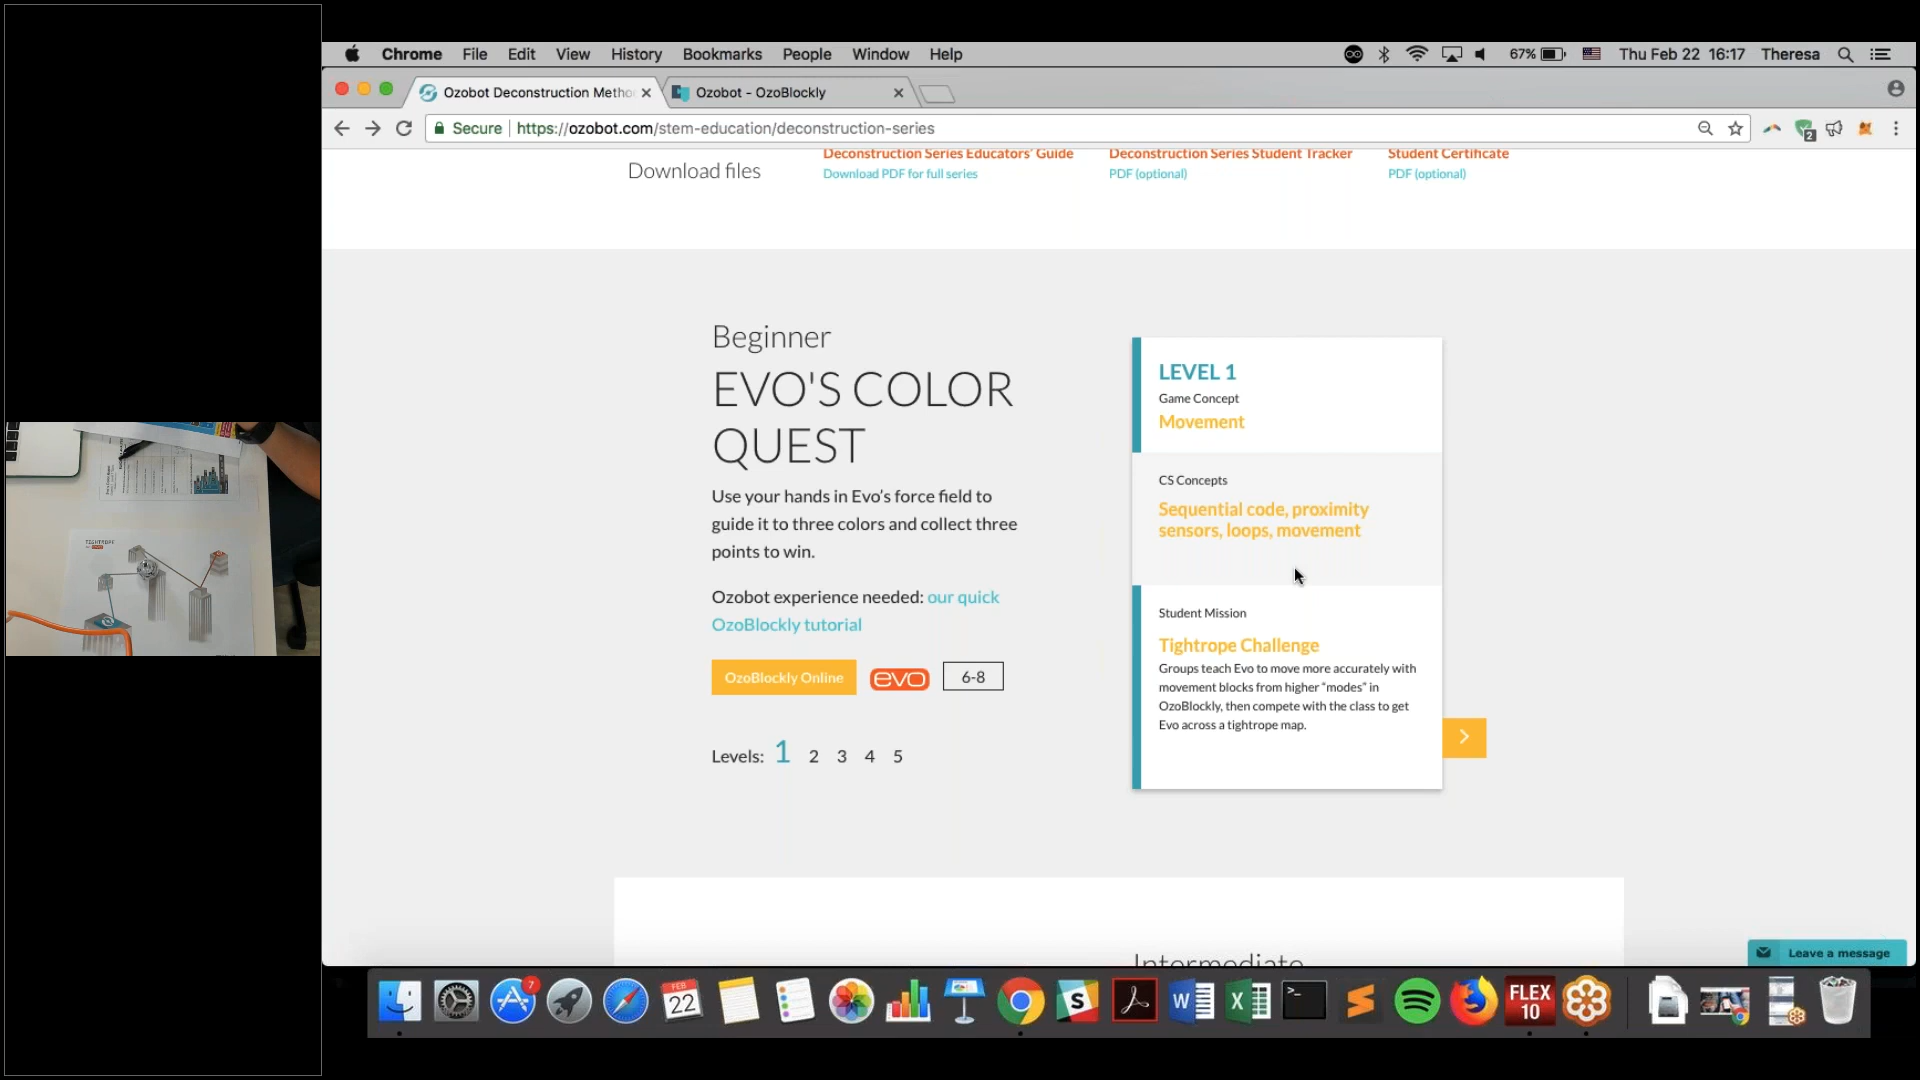 Chrome File Edit View History Bookmarks People Window Help 67% Thu Feb 22 16:17 Theresa
Ozobot Deconstruction Metho Ozobot - OzoBlockly
Secure https://ozobot.com/stem-education/deconstruction-series
2
Download files
Deconstruction Series Educators' Guide
Download PDF for full series
Deconstruction Series Student Tracker
PDF (optional)
Student Certificate
PDF (optional)
Beginner
EVO'S COLOR
QUEST
Use your hands in Evo's force field to
guide it to three colors and collect three
points to win.
Ozobot experience needed: our quick
OzoBlockly tutorial
OzoBlockly Online evo 6-8
Levels: 1 2 3 4 5
LEVEL 1
Game Concept
Movement
CS Concepts
Sequential code, proximity
sensors, loops, movement
Student Mission
Tightrope Challenge
Groups teach Evo to move more accurately with
movement blocks from higher “modes” in
OzoBlockly, then compete with the class to get
Evo across a tightrope map.
Intermediate
Leave a message
TIGHTROPE
7
FEB
22
S
W
X
FLEX
10